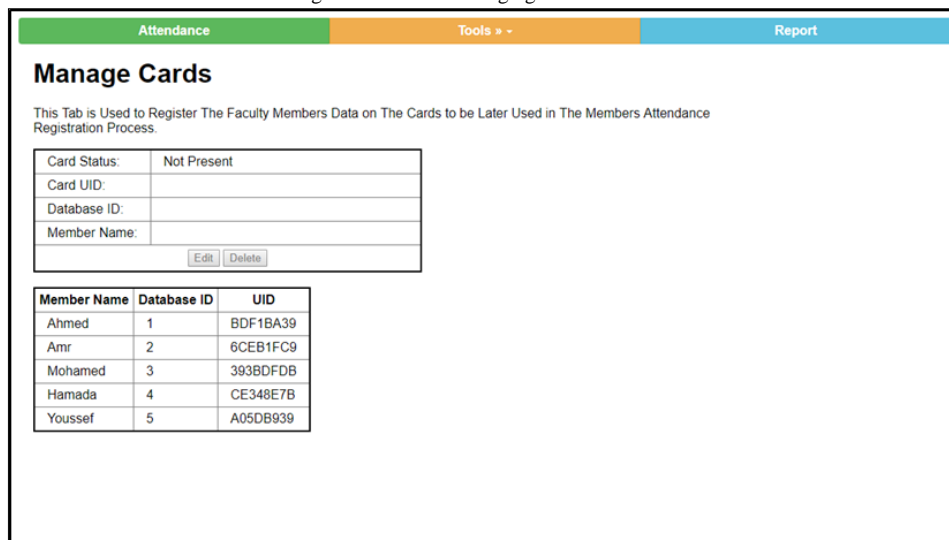 Attendance Tools » Report
Manage Cards
This Tab is Used to Register The Faculty Members Data on The Cards to be Later Used in The Members Attendance
Registration Process.
Card Status: Not Present
Card UID:
Database ID:
Member Name:
Edit Delete
Member Name Database ID UID
Ahmed 1 BDF1BA39
Amr 2 6CEB1FC9
Mohamed 3 393BDFDB
Hamada 4 CE348E7B
Youssef 5 A05DB939